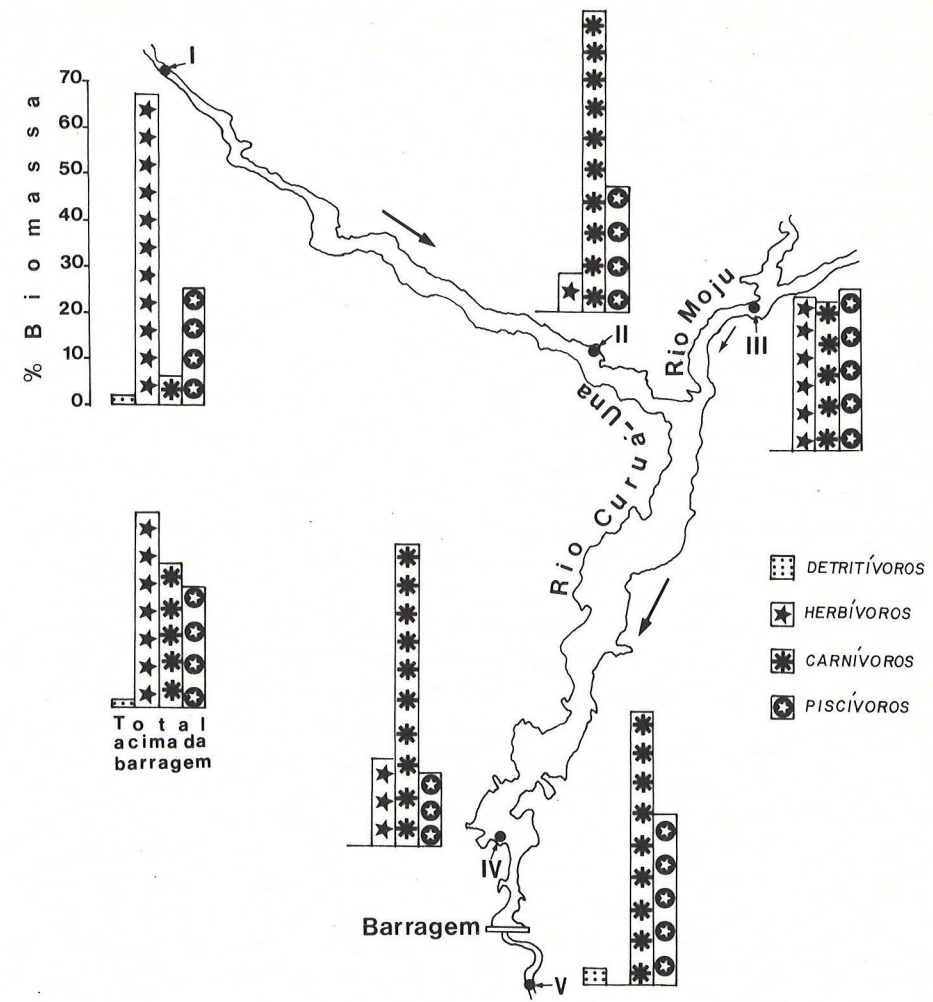 % Biomassa
70
60
50
40
30
20
10
0
I
II
III
IV
V
Rio Moju
Rio Curuá-Una
DETRITÍVOROS
HERBÍVOROS
CARNÍVOROS
PISCÍVOROS
Total
acima da
barragem
Barragem